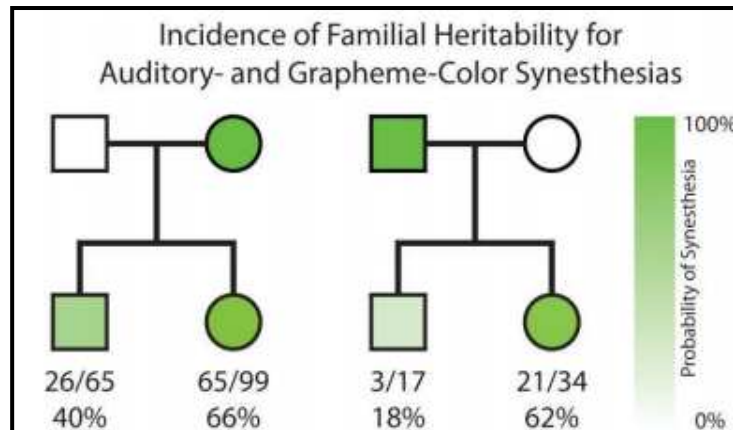 Incidence of Familial Heritability for
Auditory- and Grapheme-Color Synesthesias
100%
Probability of Synesthesia
0%
26/65 65/99 3/17 21/34
40% 66% 18% 62%